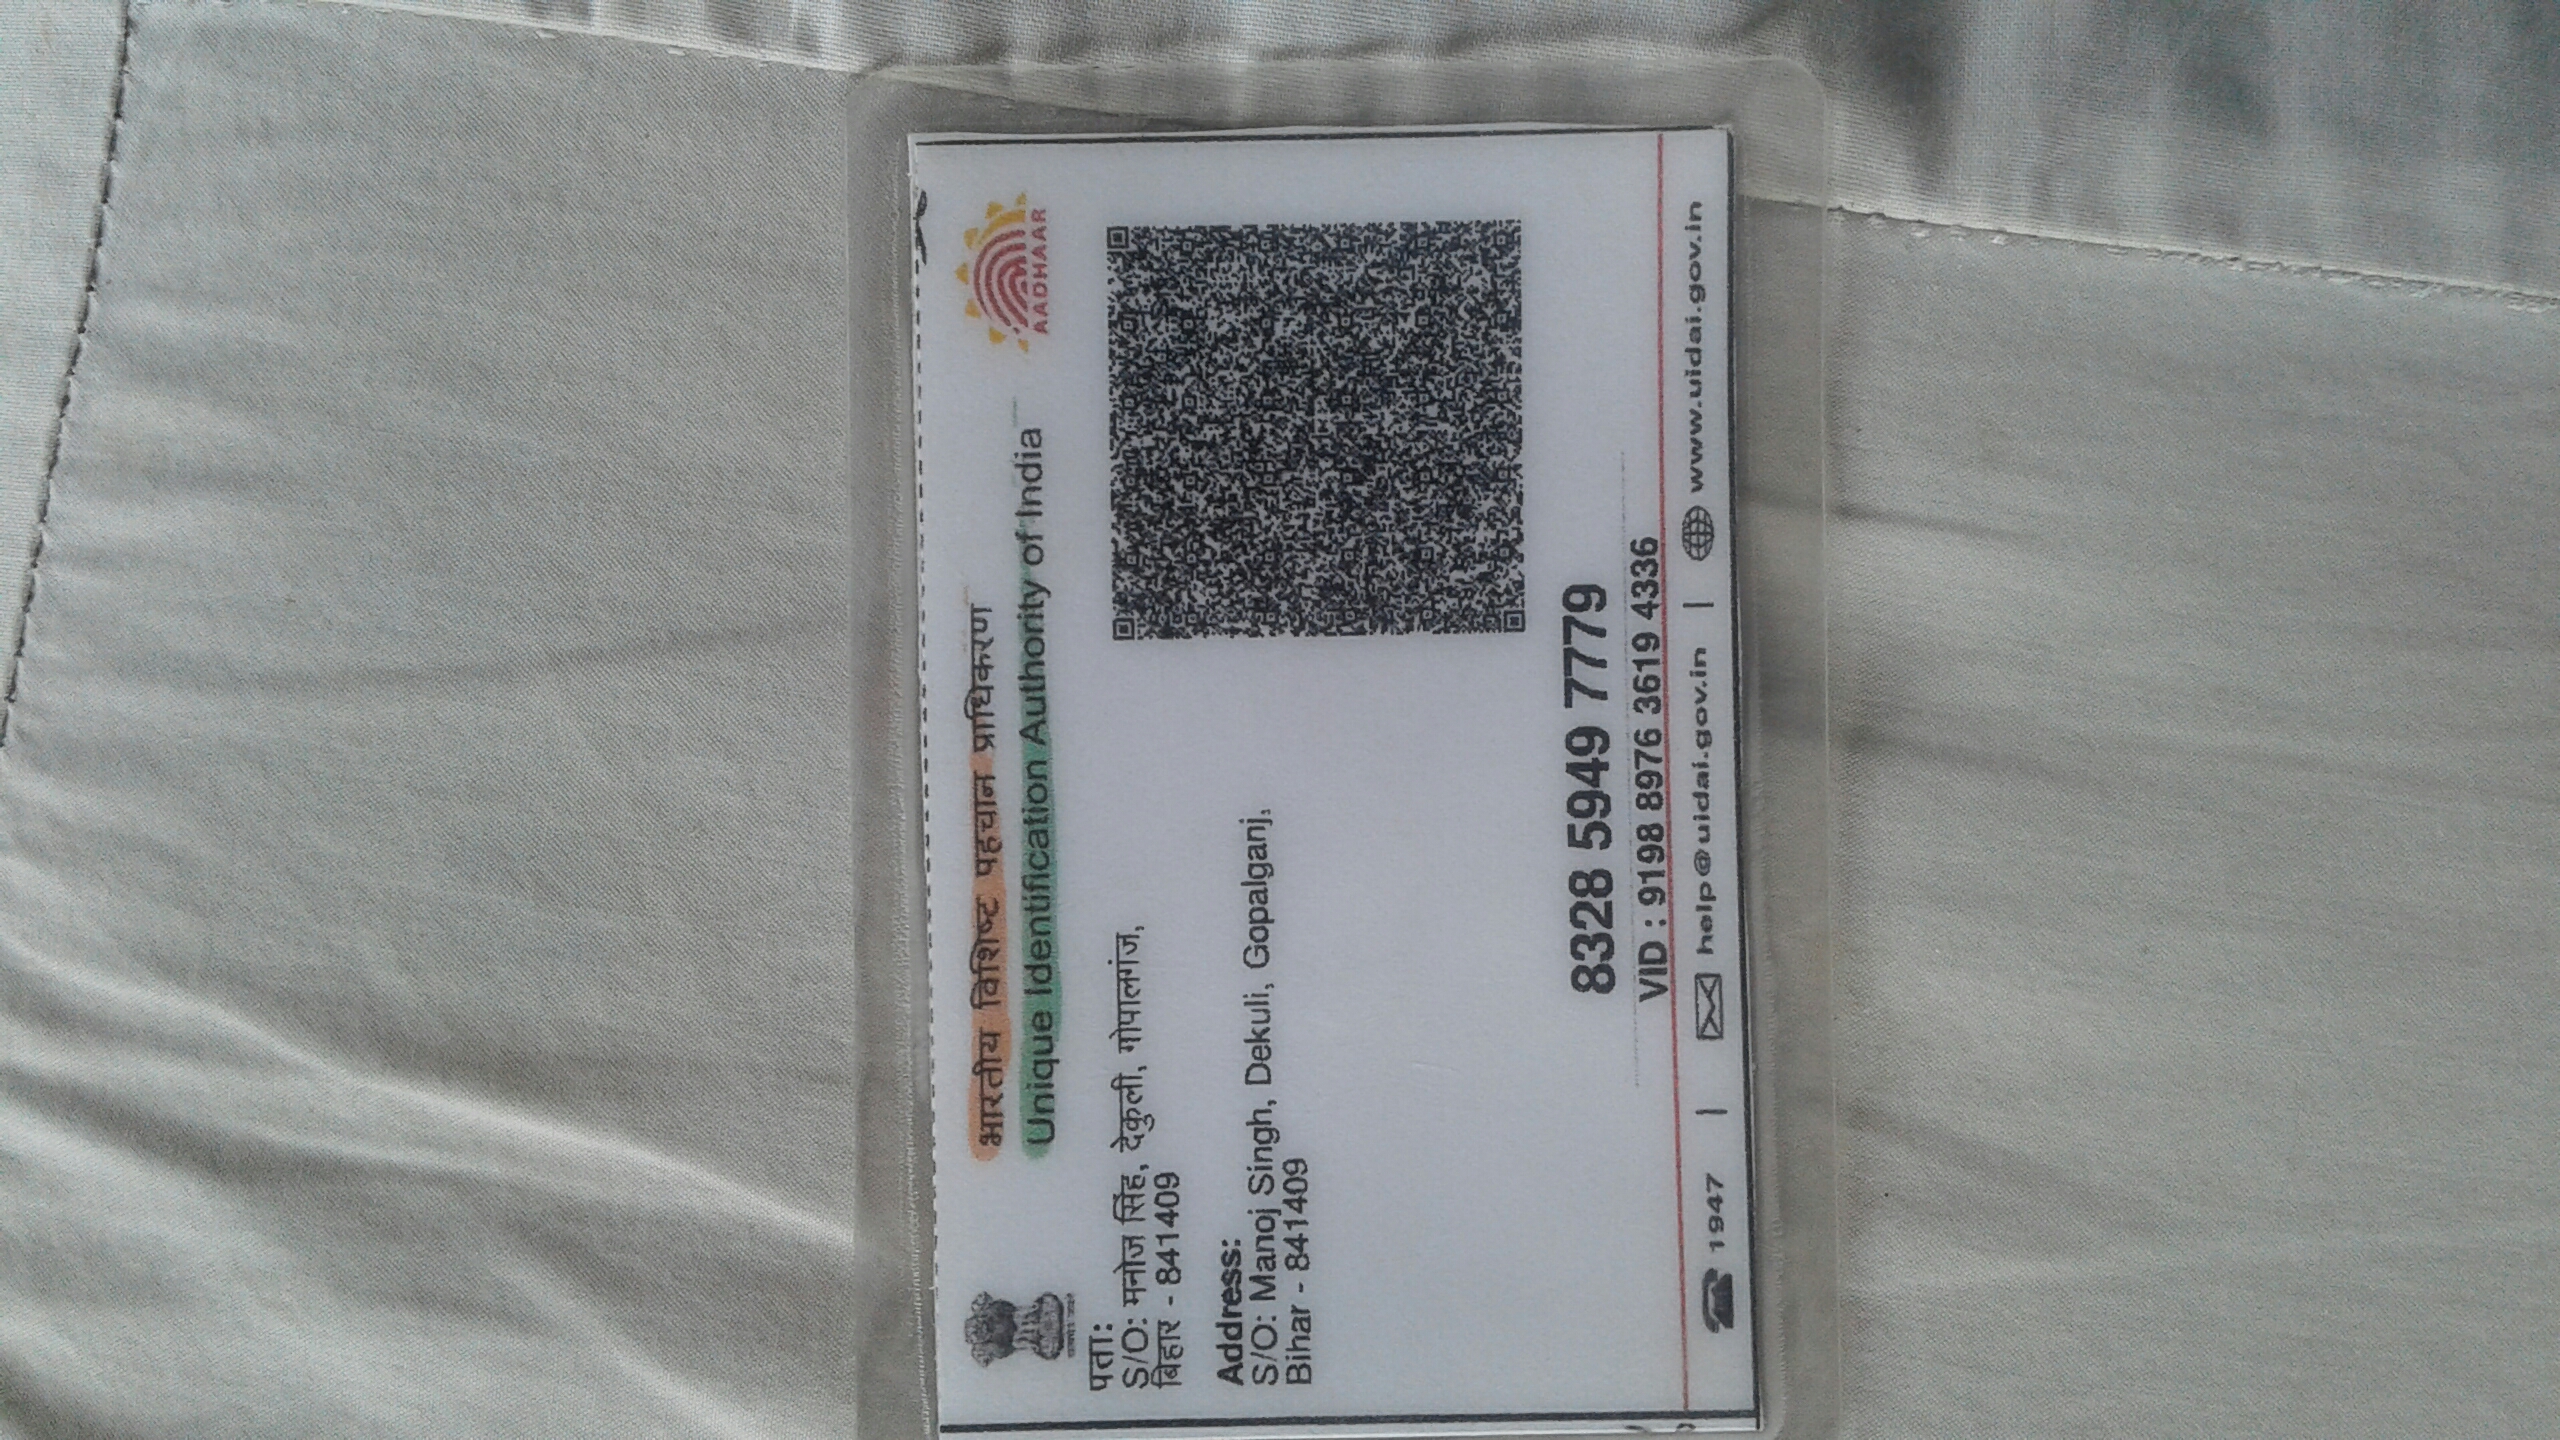 भारतीय विशिष्ट पहचान प्राधिकरण
Unique Identification Authority of India
AADHAAR
पता:
S/O: मनोज सिंह, देकुली, गोपालगंज,
बिहार - 841409
Address:
S/O: Manoj Singh, Dekuli, Gopalganj,
Bihar - 841409
8328 5949 7779
VID : 9198 8976 3619 4336
1947 | help@uidai.gov.in | www.uidai.gov.in